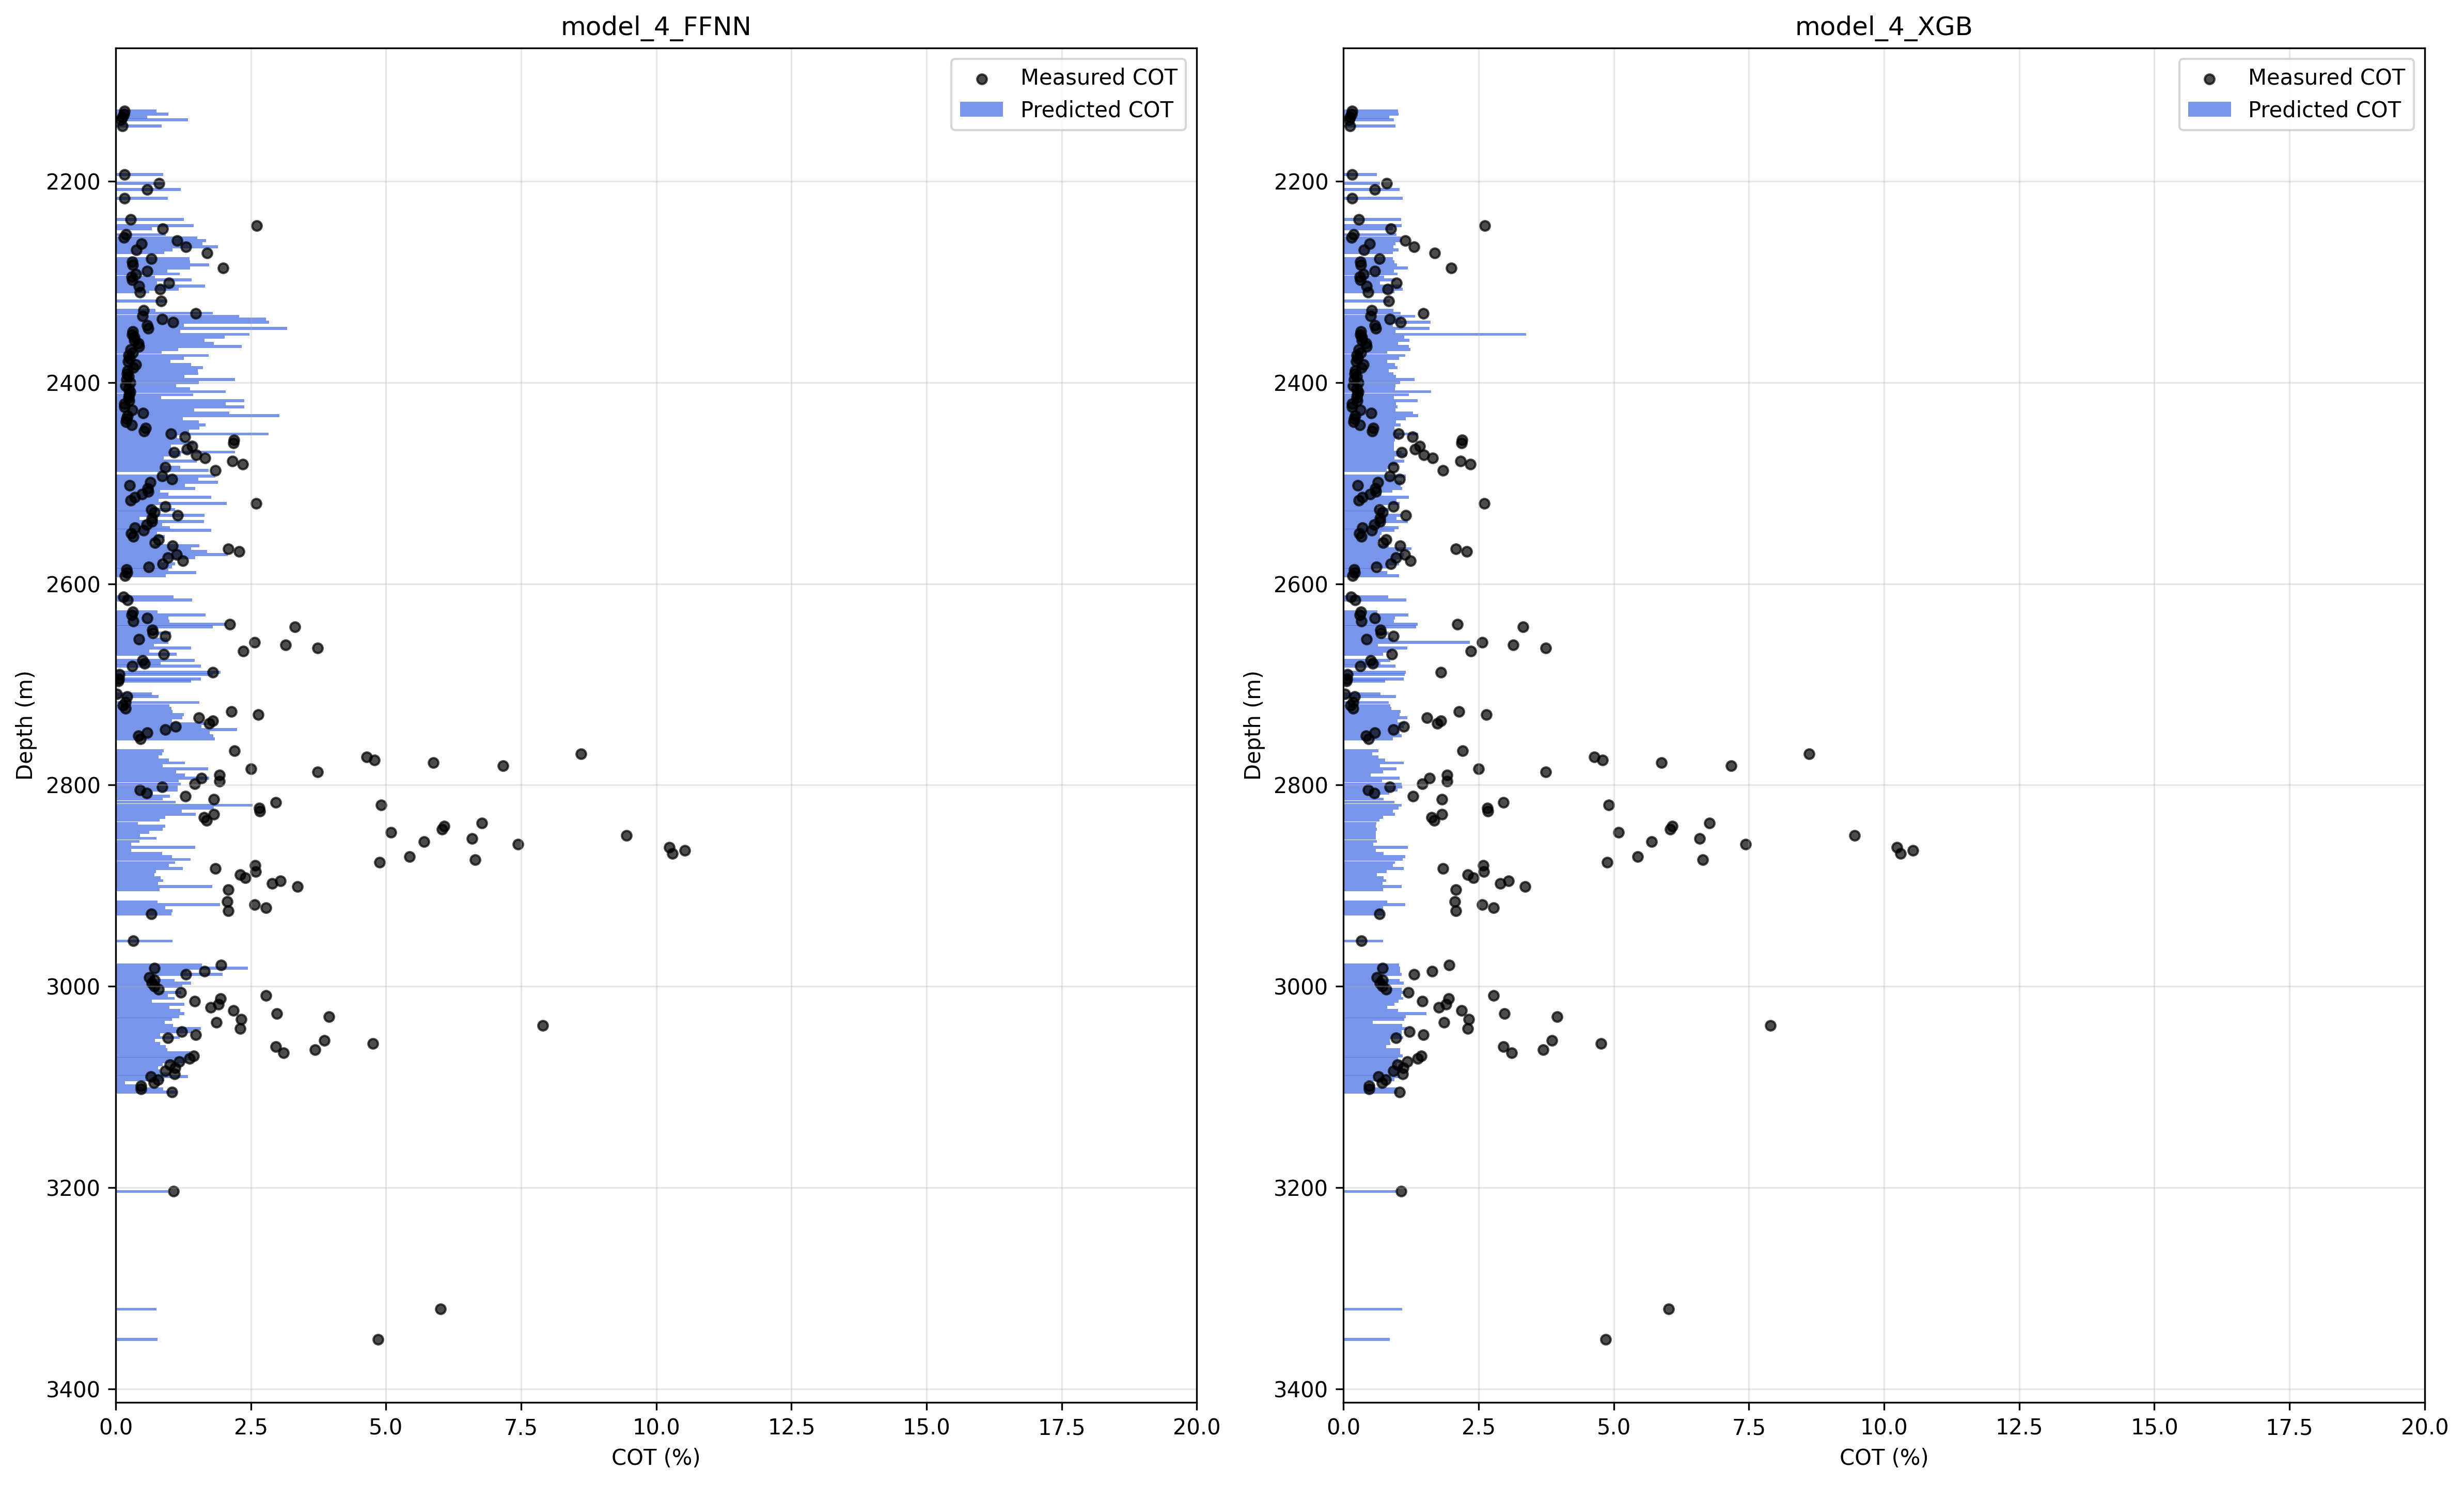 model_4_FFNN
Measured COT
Predicted COT
2200
2400
2600
2800
3000
3200
3400
Depth (m)
0.0 2.5 5.0 7.5 10.0 12.5 15.0 17.5 20.0
COT (%)
model_4_XGB
Measured COT
Predicted COT
2200
2400
2600
2800
3000
3200
3400
Depth (m)
0.0 2.5 5.0 7.5 10.0 12.5 15.0 17.5 20.0
COT (%)